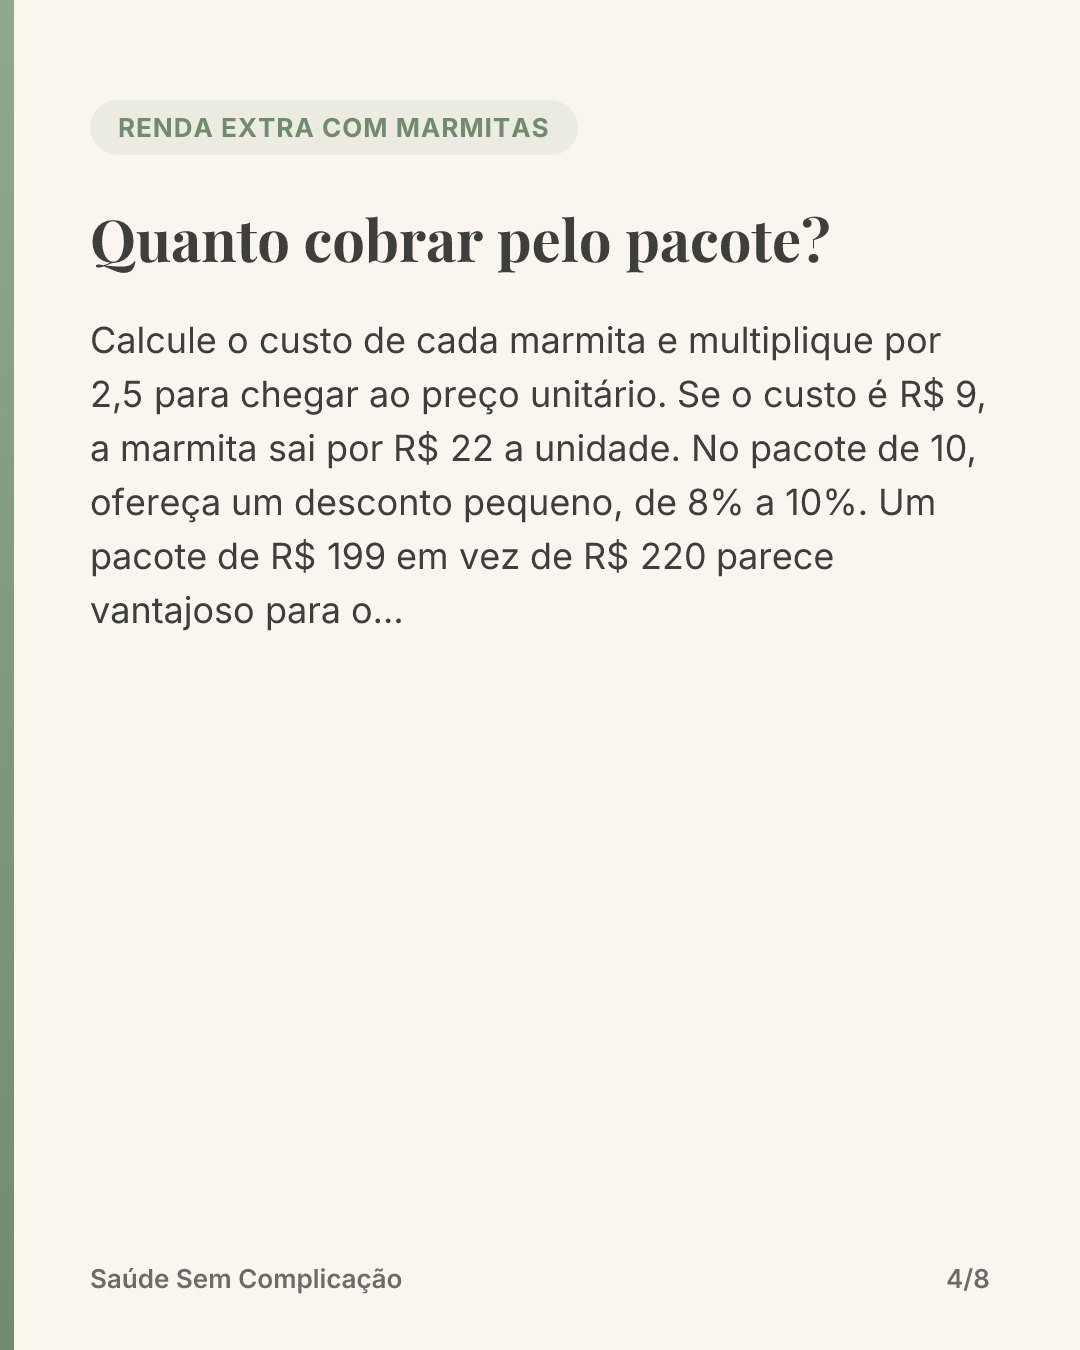 RENDA EXTRA COM MARMITAS
Quanto cobrar pelo pacote?
Calcule o custo de cada marmita e multiplique por
2,5 para chegar ao preço unitário. Se o custo é R$ 9,
a marmita sai por R$ 22 a unidade. No pacote de 10,
ofereça um desconto pequeno, de 8% a 10%. Um
pacote de R$ 199 em vez de R$ 220 parece
vantajoso para o...
Saúde Sem Complicação
4/8